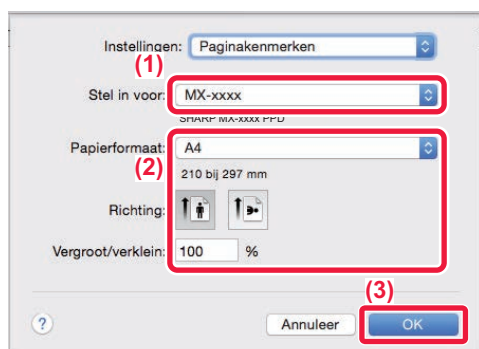 Instellingen: Paginakenmerken
(1)
Stel in voor: MX-xxxx
SHARP MX-xxxx PPD
Papierformaat: A4
(2)
210 bij 297 mm
Richting:
Vergroot/verklein: 100 %
(3)
? Annuleer OK